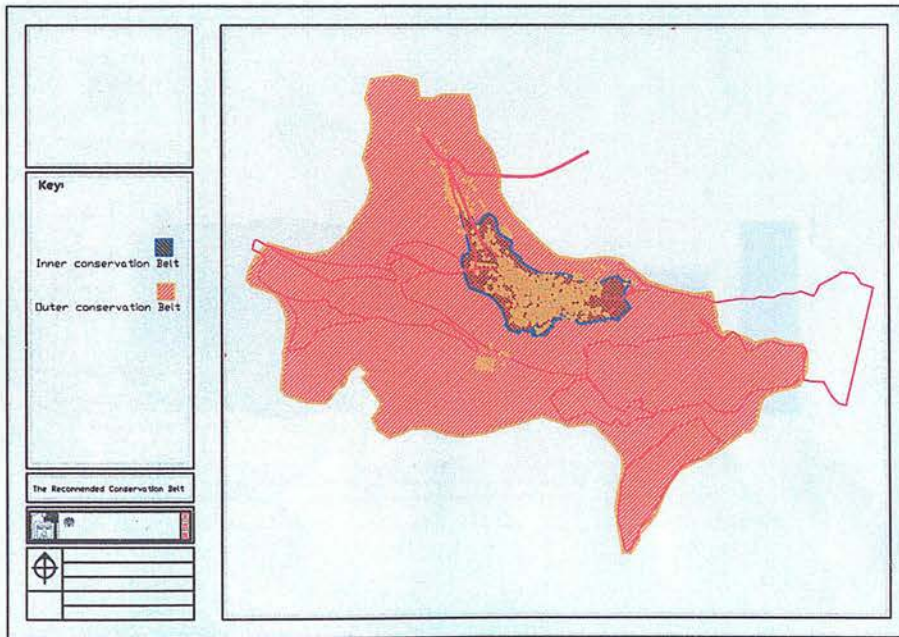 Key:
Inner conservation Belt
Outer conservation Belt
The Recommended Conservation Belt